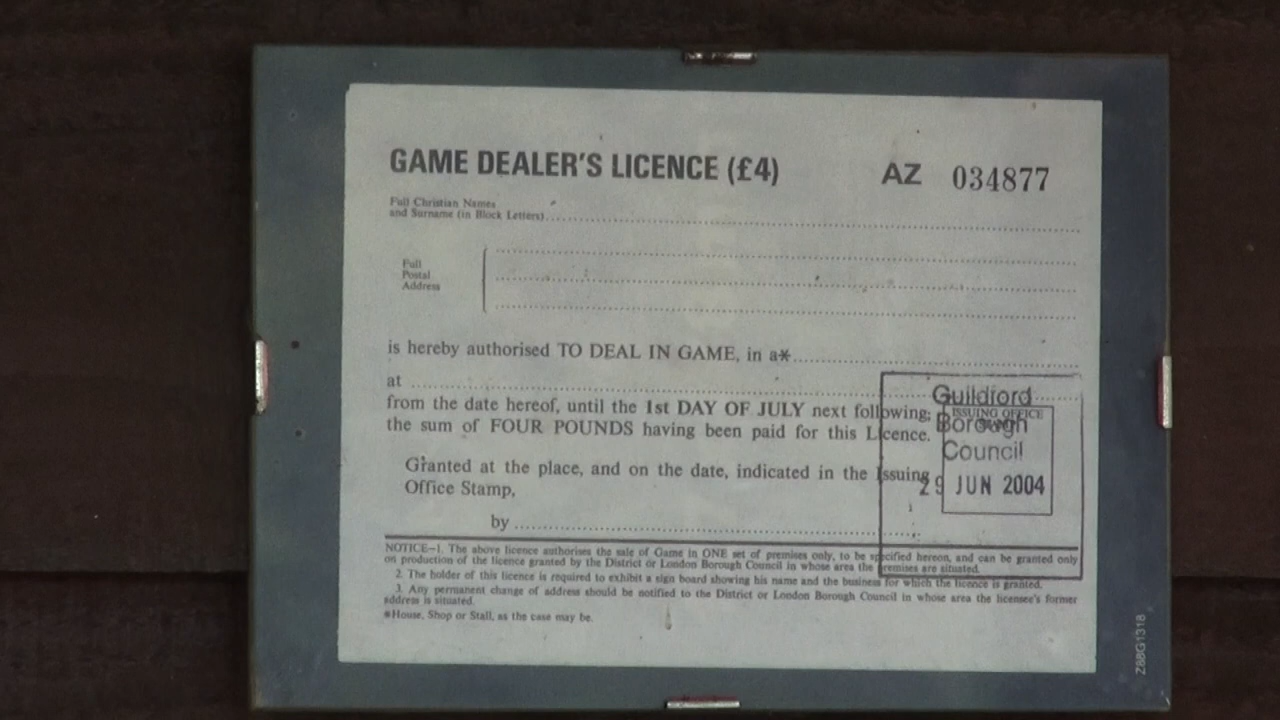 GAME DEALER'S LICENCE (£4)
AZ 034877
Full Christian Names
and Surname (in Block Letters)
Full
Postal
Address
is hereby authorised TO DEAL IN GAME, in a*
at
from the date hereof, until the 1st DAY OF JULY next following;
the sum of FOUR POUNDS having been paid for this Licence.
Granted at the place, and on the date, indicated in the Issuing
Office Stamp,
by
Guildford
ISSUING OFFICE
Borough
Council
29 JUN 2004
NOTICE—1. The above licence authorises the sale of Game in ONE set of premises only, to be specified hereon, and can be granted only
on production of the licence granted by the District or London Borough Council in whose area the premises are situated.
2. The holder of this licence is required to exhibit a sign board showing his name and the business for which the licence is granted.
3. Any permanent change of address should be notified to the District or London Borough Council in whose area the licensee's former
address is situated.
*House, Shop or Stall, as the case may be.
Z88G1318